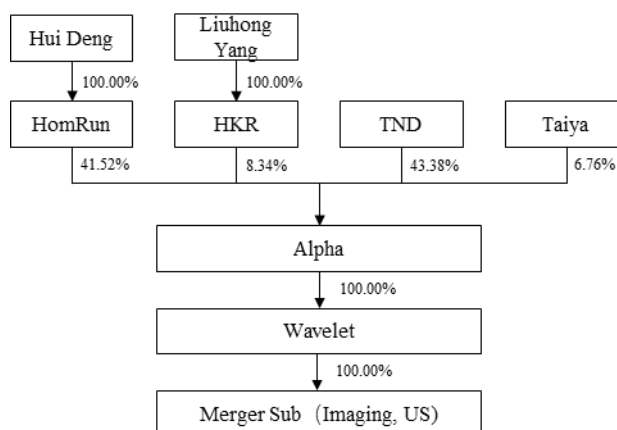 Hui Deng
Liuhong
Yang
100.00%
100.00%
HomRun
HKR
TND
Taiya
41.52%
8.34%
43.38%
6.76%
Alpha
100.00%
Wavelet
100.00%
Merger Sub（Imaging, US)